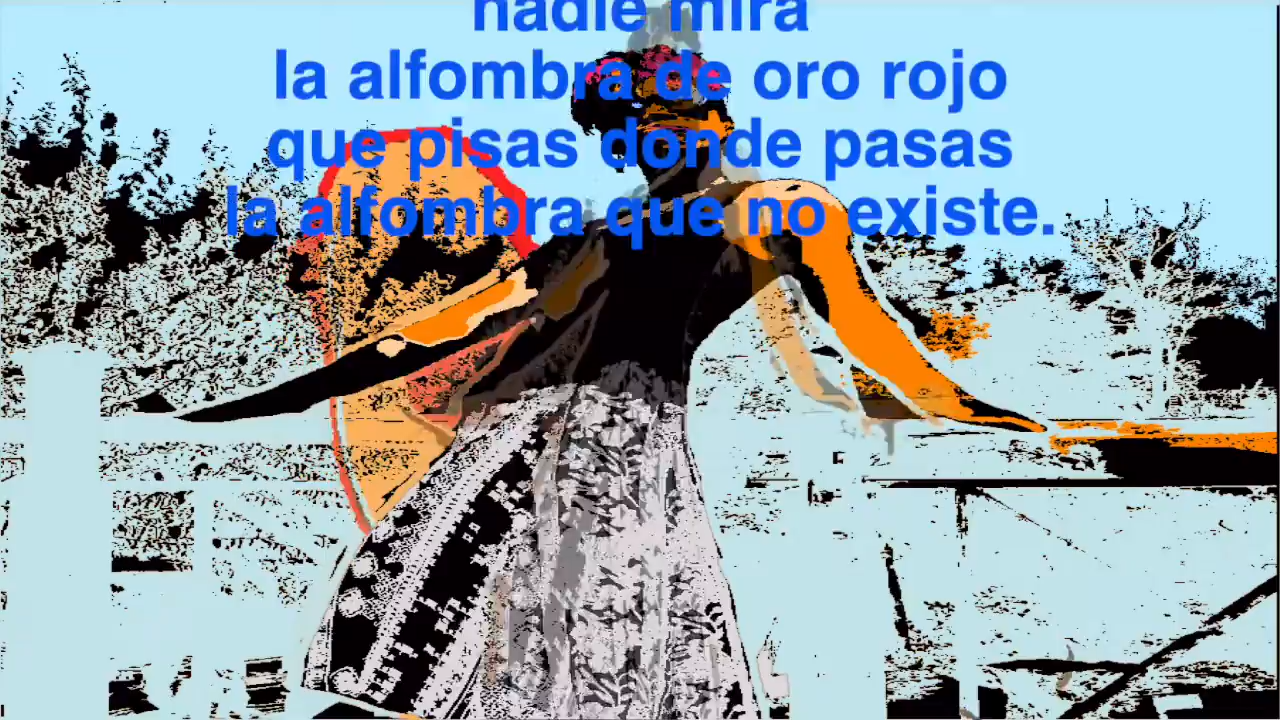 nadie mira
la alfombra de oro rojo
que pisas donde pasas
la alfombra que no existe.